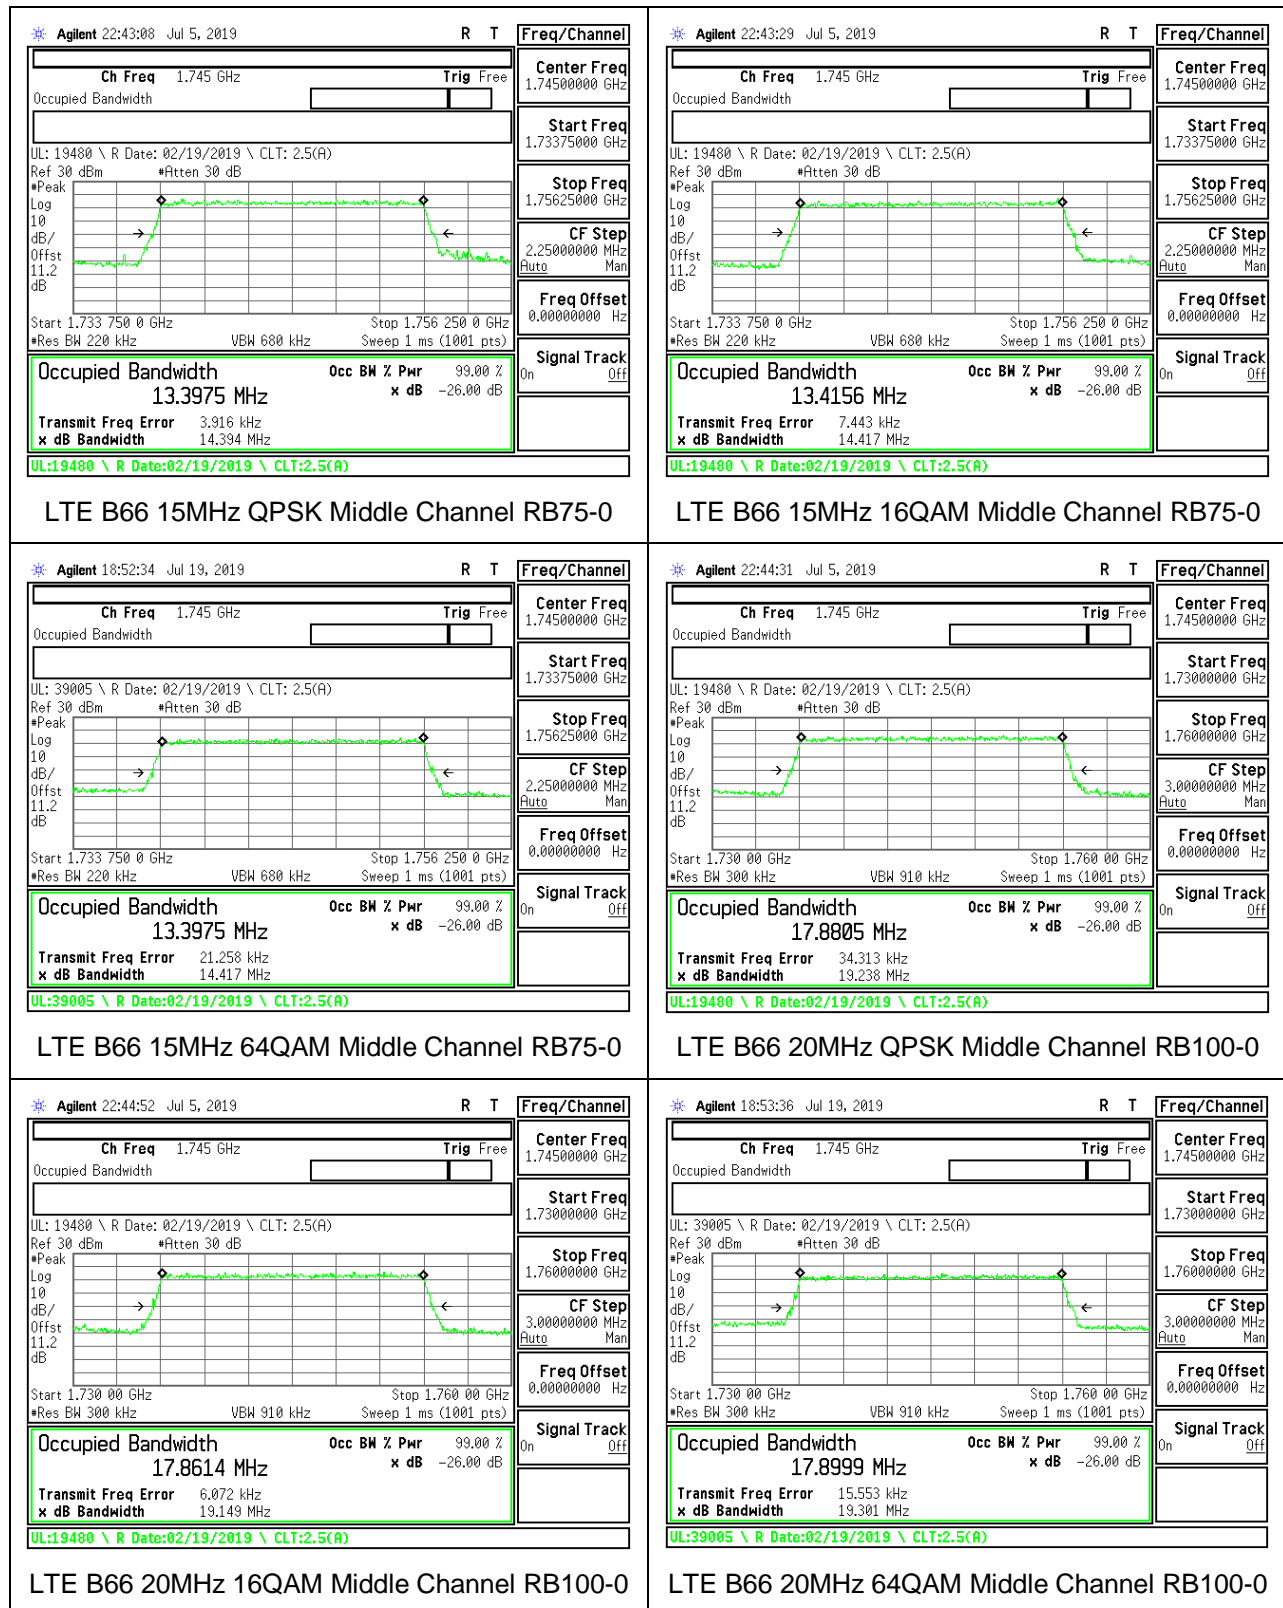 Agilent 22:43:08 Jul 5, 2019 R T Freq/Channel
Ch Freq 1.745 GHz Trig Free
Occupied Bandwidth
Center Freq
1.74500000 GHz
Start Freq
1.73375000 GHz
UL: 19480 \ R Date: 02/19/2019 \ CLT: 2.5(A)
Ref 30 dBm #Atten 30 dB
#Peak
Log
10
dB/
Offst
11.2
dB
Stop Freq
1.75625000 GHz
CF Step
2.25000000 MHz
Auto Man
Freq Offset
0.00000000 Hz
Start 1.733 750 0 GHz Stop 1.756 250 0 GHz
#Res BW 220 kHz VBW 680 kHz Sweep 1 ms (1001 pts)
Signal Track
On Off
Occupied Bandwidth Occ BW % Pwr 99.00 %
13.3975 MHz x dB -26.00 dB
Transmit Freq Error 3.916 kHz
x dB Bandwidth 14.394 MHz
UL:19480 \ R Date:02/19/2019 \ CLT:2.5(A)
LTE B66 15MHz QPSK Middle Channel RB75-0
Agilent 22:43:29 Jul 5, 2019 R T Freq/Channel
Ch Freq 1.745 GHz Trig Free
Occupied Bandwidth
Center Freq
1.74500000 GHz
Start Freq
1.73375000 GHz
UL: 19480 \ R Date: 02/19/2019 \ CLT: 2.5(A)
Ref 30 dBm #Atten 30 dB
#Peak
Log
10
dB/
Offst
11.2
dB
Stop Freq
1.75625000 GHz
CF Step
2.25000000 MHz
Auto Man
Freq Offset
0.00000000 Hz
Start 1.733 750 0 GHz Stop 1.756 250 0 GHz
#Res BW 220 kHz VBW 680 kHz Sweep 1 ms (1001 pts)
Signal Track
On Off
Occupied Bandwidth Occ BW % Pwr 99.00 %
13.4156 MHz x dB -26.00 dB
Transmit Freq Error 7.443 kHz
x dB Bandwidth 14.417 MHz
UL:19480 \ R Date:02/19/2019 \ CLT:2.5(A)
LTE B66 15MHz 16QAM Middle Channel RB75-0
Agilent 18:52:34 Jul 19, 2019 R T Freq/Channel
Ch Freq 1.745 GHz Trig Free
Occupied Bandwidth
Center Freq
1.74500000 GHz
Start Freq
1.73375000 GHz
UL: 39005 \ R Date: 02/19/2019 \ CLT: 2.5(A)
Ref 30 dBm #Atten 30 dB
#Peak
Log
10
dB/
Offst
11.2
dB
Stop Freq
1.75625000 GHz
CF Step
2.25000000 MHz
Auto Man
Freq Offset
0.00000000 Hz
Start 1.733 750 0 GHz Stop 1.756 250 0 GHz
#Res BW 220 kHz VBW 680 kHz Sweep 1 ms (1001 pts)
Signal Track
On Off
Occupied Bandwidth Occ BW % Pwr 99.00 %
13.3975 MHz x dB -26.00 dB
Transmit Freq Error 21.258 kHz
x dB Bandwidth 14.417 MHz
UL:39005 \ R Date:02/19/2019 \ CLT:2.5(A)
LTE B66 15MHz 64QAM Middle Channel RB75-0
Agilent 22:44:31 Jul 5, 2019 R T Freq/Channel
Ch Freq 1.745 GHz Trig Free
Occupied Bandwidth
Center Freq
1.74500000 GHz
Start Freq
1.73000000 GHz
UL: 19480 \ R Date: 02/19/2019 \ CLT: 2.5(A)
Ref 30 dBm #Atten 30 dB
#Peak
Log
10
dB/
Offst
11.2
dB
Stop Freq
1.76000000 GHz
CF Step
3.00000000 MHz
Auto Man
Freq Offset
0.00000000 Hz
Start 1.730 00 GHz Stop 1.760 00 GHz
#Res BW 300 kHz VBW 910 kHz Sweep 1 ms (1001 pts)
Signal Track
On Off
Occupied Bandwidth Occ BW % Pwr 99.00 %
17.8805 MHz x dB -26.00 dB
Transmit Freq Error 34.313 kHz
x dB Bandwidth 19.238 MHz
UL:19480 \ R Date:02/19/2019 \ CLT:2.5(A)
LTE B66 20MHz QPSK Middle Channel RB100-0
Agilent 22:44:52 Jul 5, 2019 R T Freq/Channel
Ch Freq 1.745 GHz Trig Free
Occupied Bandwidth
Center Freq
1.74500000 GHz
Start Freq
1.73000000 GHz
UL: 19480 \ R Date: 02/19/2019 \ CLT: 2.5(A)
Ref 30 dBm #Atten 30 dB
#Peak
Log
10
dB/
Offst
11.2
dB
Stop Freq
1.76000000 GHz
CF Step
3.00000000 MHz
Auto Man
Freq Offset
0.00000000 Hz
Start 1.730 00 GHz Stop 1.760 00 GHz
#Res BW 300 kHz VBW 910 kHz Sweep 1 ms (1001 pts)
Signal Track
On Off
Occupied Bandwidth Occ BW % Pwr 99.00 %
17.8614 MHz x dB -26.00 dB
Transmit Freq Error 6.072 kHz
x dB Bandwidth 19.149 MHz
UL:19480 \ R Date:02/19/2019 \ CLT:2.5(A)
LTE B66 20MHz 16QAM Middle Channel RB100-0
Agilent 18:53:36 Jul 19, 2019 R T Freq/Channel
Ch Freq 1.745 GHz Trig Free
Occupied Bandwidth
Center Freq
1.74500000 GHz
Start Freq
1.73000000 GHz
UL: 39005 \ R Date: 02/19/2019 \ CLT: 2.5(A)
Ref 30 dBm #Atten 30 dB
#Peak
Log
10
dB/
Offst
11.2
dB
Stop Freq
1.76000000 GHz
CF Step
3.00000000 MHz
Auto Man
Freq Offset
0.00000000 Hz
Start 1.730 00 GHz Stop 1.760 00 GHz
#Res BW 300 kHz VBW 910 kHz Sweep 1 ms (1001 pts)
Signal Track
On Off
Occupied Bandwidth Occ BW % Pwr 99.00 %
17.8999 MHz x dB -26.00 dB
Transmit Freq Error 15.553 kHz
x dB Bandwidth 19.301 MHz
UL:39005 \ R Date:02/19/2019 \ CLT:2.5(A)
LTE B66 20MHz 64QAM Middle Channel RB100-0